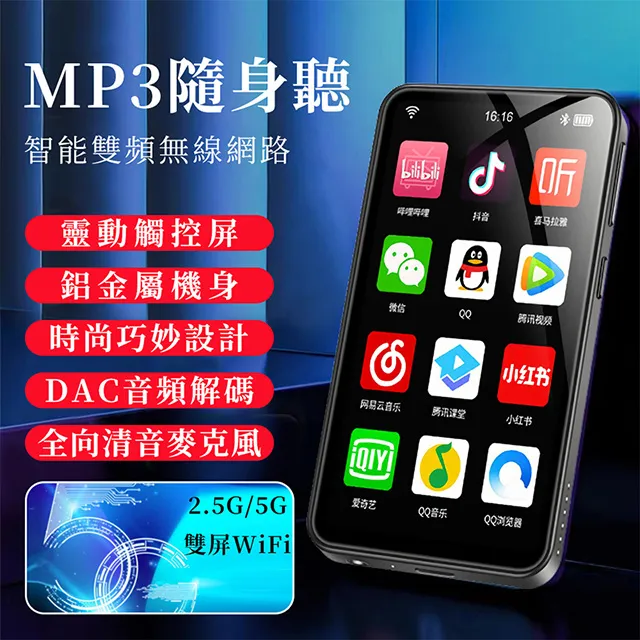 MP3隨身聽
智能雙頻無線網路
靈動觸控屏
鋁金屬機身
時尚巧妙設計
DAC音頻解碼
全向清音麥克風
2.5G/5G
雙屏WiFi
16:16
bilibili
听
哔哩哔哩
抖音
喜马拉雅
微信
QQ
腾讯视频
小红书
网易云音乐
腾讯课堂
小红书
iQIYI
爱奇艺
QQ音乐
QQ浏览器